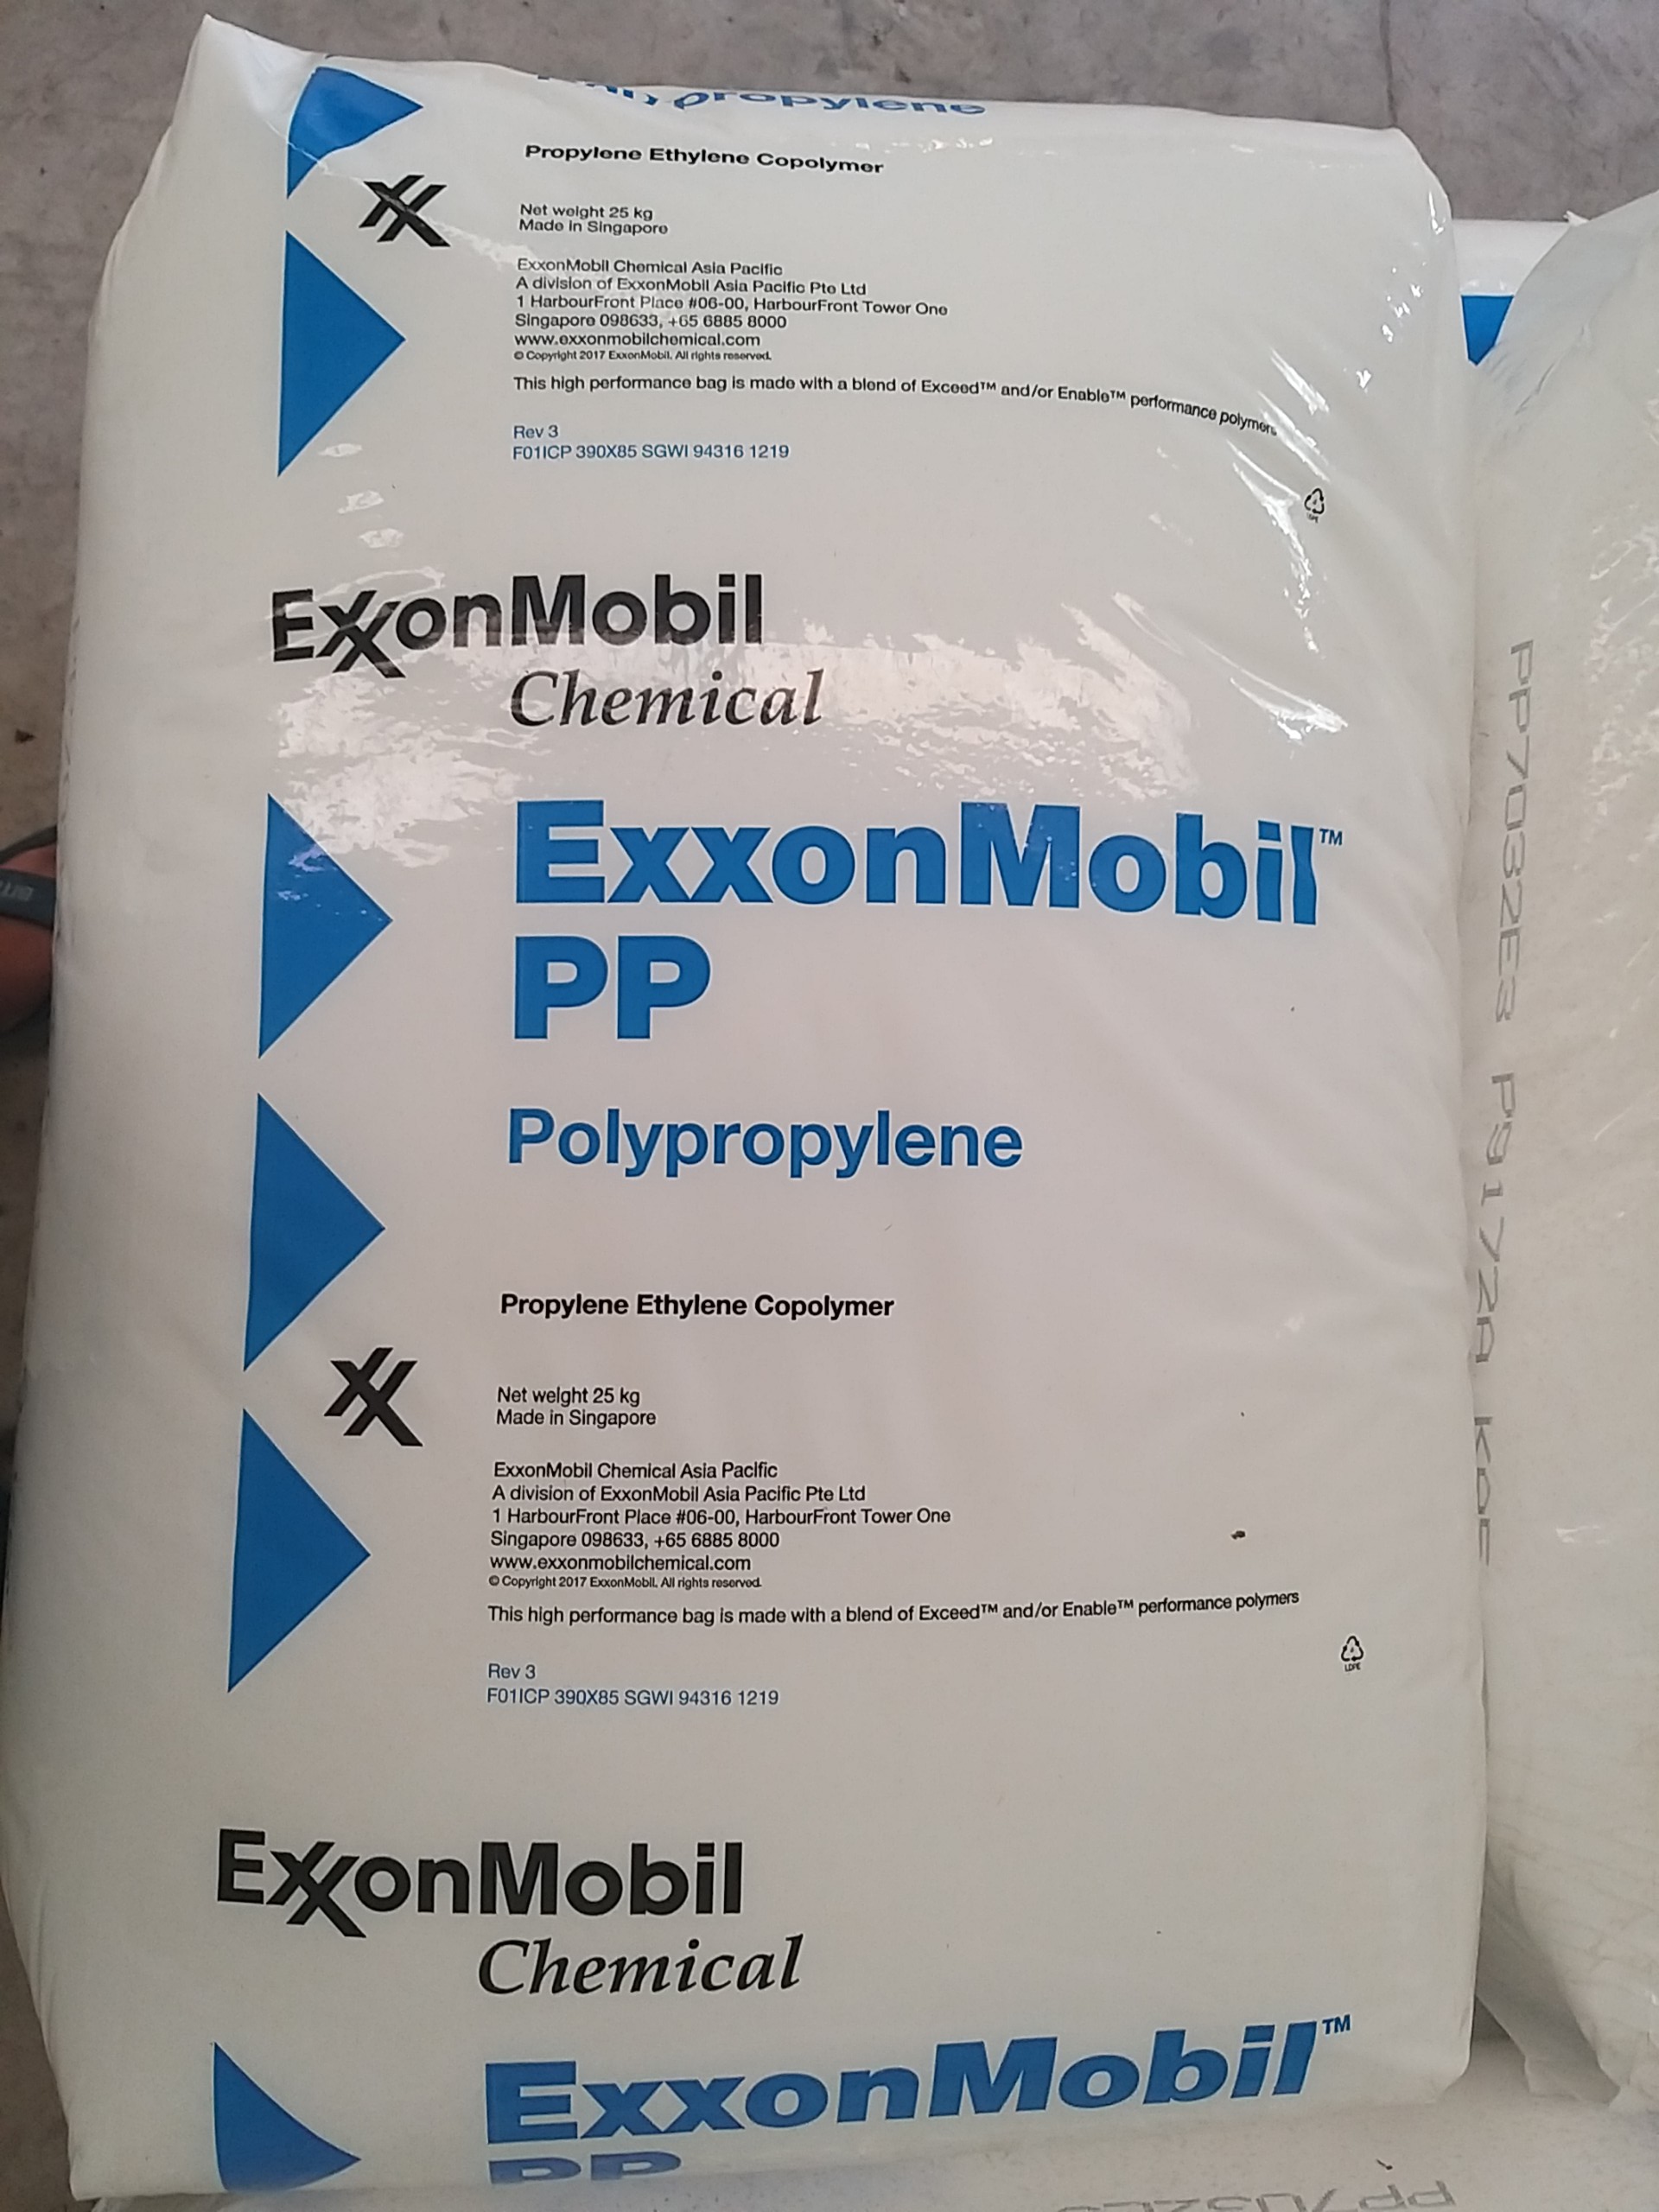 Polypropylene
Propylene Ethylene Copolymer
Net weight 25 kg
Made in Singapore
ExxonMobil Chemical Asia Pacific
A division of ExxonMobil Asia Pacific Pte Ltd
1 HarbourFront Place #06-00, HarbourFront Tower One
Singapore 098633, +65 6885 8000
www.exxonmobilchemical.com
© Copyright 2017 ExxonMobil. All rights reserved.
This high performance bag is made with a blend of Exceed™ and/or Enable™ performance polymers
Rev 3
F01ICP 390X85 SGWI 94316 1219
ExxonMobil
Chemical
ExxonMobil™
PP
Polypropylene
Propylene Ethylene Copolymer
Net weight 25 kg
Made in Singapore
ExxonMobil Chemical Asia Pacific
A division of ExxonMobil Asia Pacific Pte Ltd
1 HarbourFront Place #06-00, HarbourFront Tower One
Singapore 098633, +65 6885 8000
www.exxonmobilchemical.com
© Copyright 2017 ExxonMobil. All rights reserved.
This high performance bag is made with a blend of Exceed™ and/or Enable™ performance polymers
LDPE
Rev 3
F01ICP 390X85 SGWI 94316 1219
ExxonMobil
Chemical
ExxonMobil™
PP
PP7032E3 P9172A